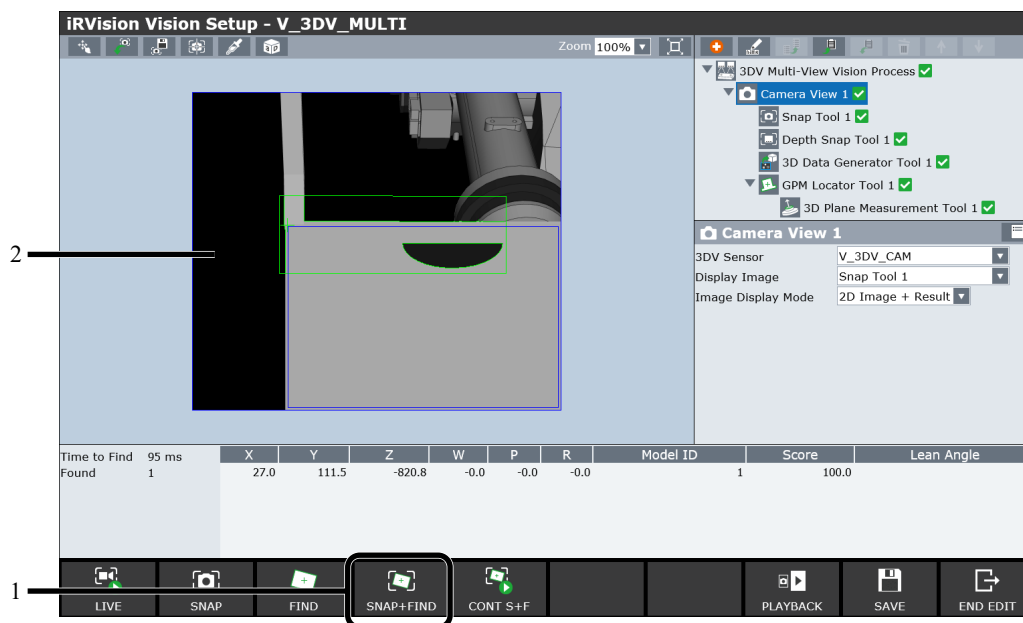 iRVision Vision Setup - V_3DV_MULTI
Zoom 100%
3DV Multi-View Vision Process
Camera View 1
Snap Tool 1
Depth Snap Tool 1
3D Data Generator Tool 1
GPM Locator Tool 1
3D Plane Measurement Tool 1
Camera View 1
3DV Sensor V_3DV_CAM
Display Image Snap Tool 1
Image Display Mode 2D Image + Result
2
Time to Find 95 ms X Y Z W P R Model ID Score Lean Angle
Found 1 27.0 111.5 -820.8 -0.0 -0.0 -0.0 1 100.0
1
LIVE SNAP FIND SNAP+FIND CONT S+F PLAYBACK SAVE END EDIT